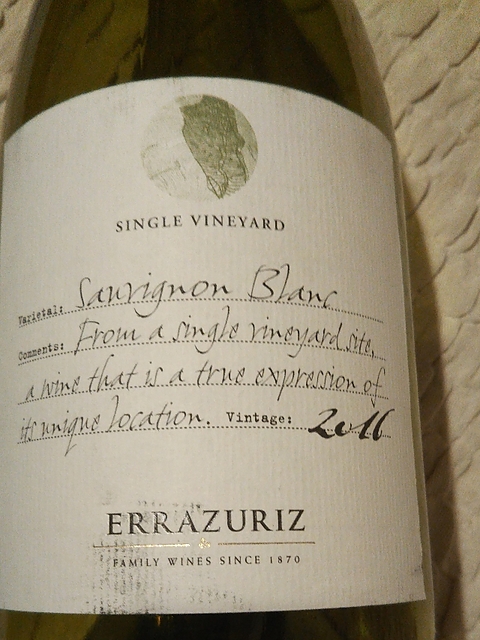 SINGLE VINEYARD
Varietal: Sauvignon Blanc
Comments: From a single vineyard site,
a wine that is a true expression of
its unique location. Vintage: 2016
ERRAZURIZ
FAMILY WINES SINCE 1870